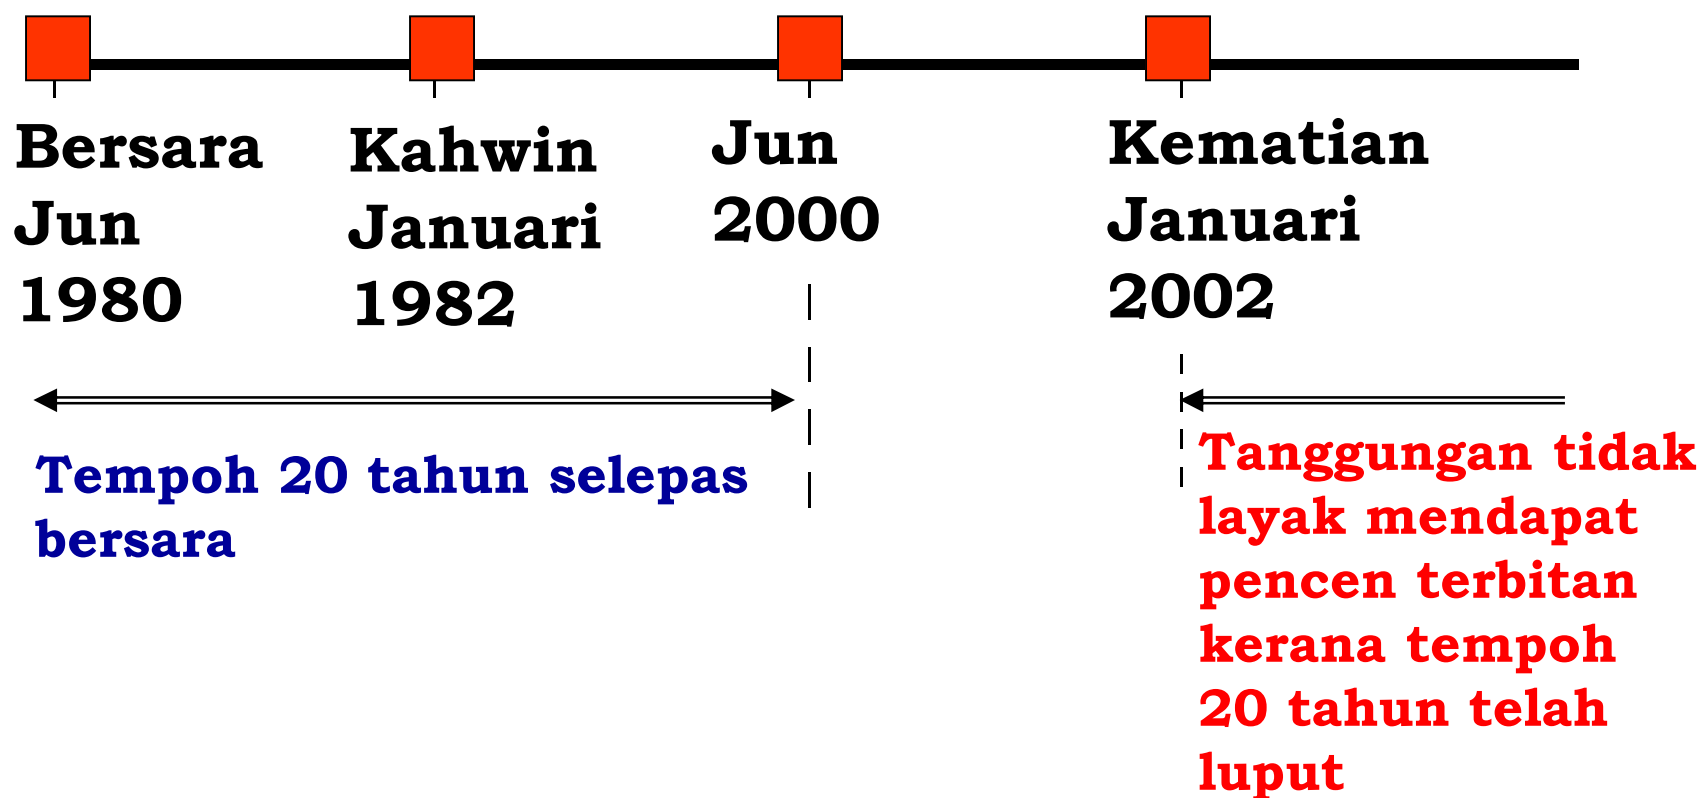 Bersara
Jun
1980
Kahwin
Januari
1982
Jun
2000
Kematian
Januari
2002
Tempoh 20 tahun selepas
bersara
Tanggungan tidak
layak mendapat
pencen terbitan
kerana tempoh
20 tahun telah
luput